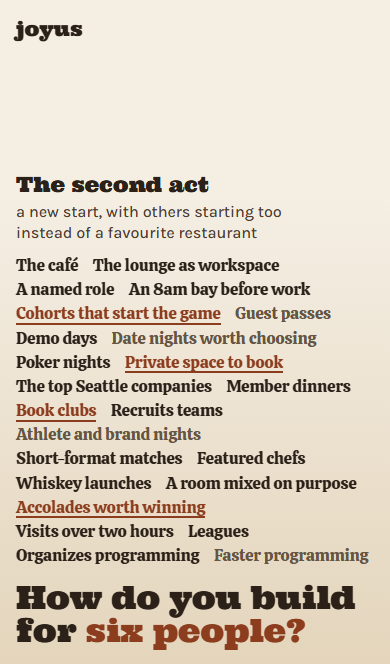 joyus
The second act
a new start, with others starting too
instead of a favourite restaurant
The café The lounge as workspace
A named role An 8am bay before work
Cohorts that start the game Guest passes
Demo days Date nights worth choosing
Poker nights Private space to book
The top Seattle companies Member dinners
Book clubs Recruits teams
Athlete and brand nights
Short-format matches Featured chefs
Whiskey launches A room mixed on purpose
Accolades worth winning
Visits over two hours Leagues
Organizes programming Faster programming
How do you build
for six people?